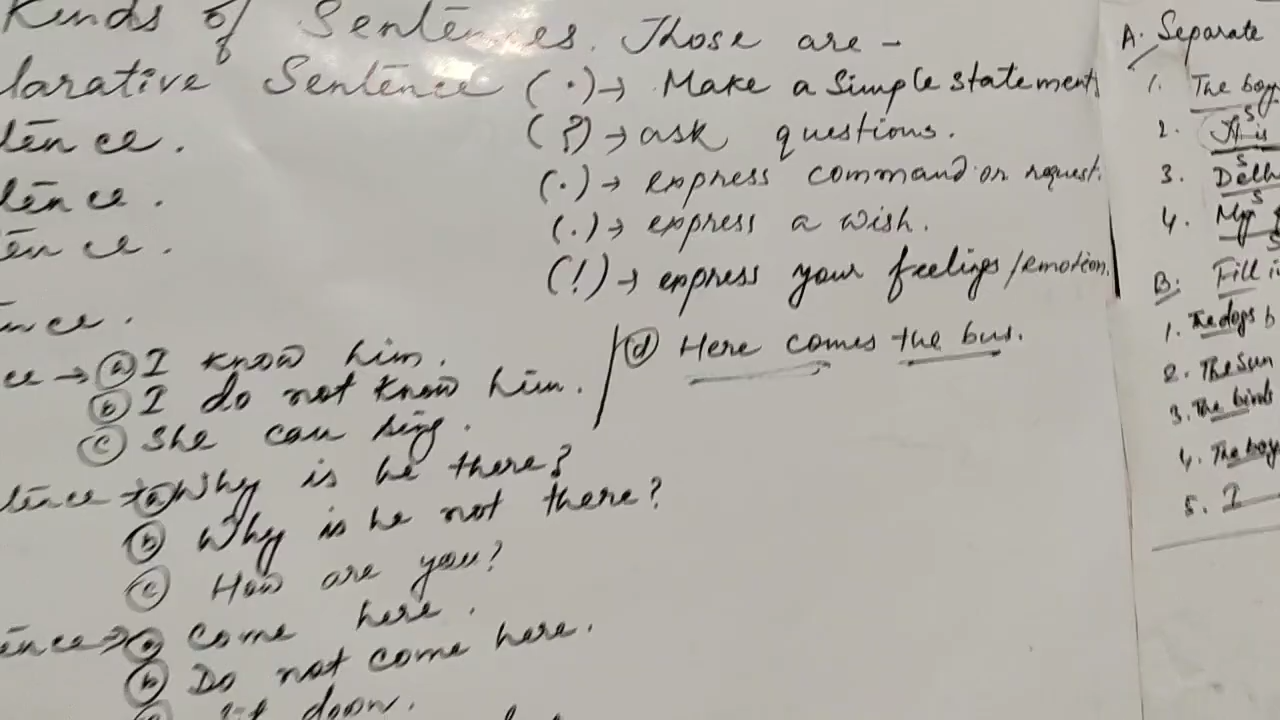 Kinds of Sentences. Those are -
larative Sentence (.) → Make a Simple statement
tence. (?) → ask questions.
tence. (.) → express command or request.
ence. (.) → express a wish.
nce. (!) → express your feelings/emotion.
ce → (a) I know him.
(b) I do not know him.
(c) She can sing.
(d) Here comes the bus.
tence → (a) Why is he there?
(b) Why is he not there?
(c) How are you?
ence → (a) Come here.
(b) Do not come here.
down.
A. Separate
1. The boy
2. It is
3. Delh
4. My
B. Fill i
1. The dogs b
2. The Sun
3. The birds
4. The boy
5. I